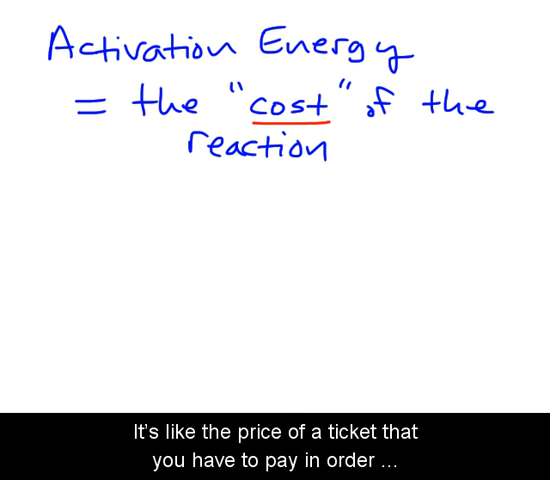 Activation Energy
= the "cost" of the
reaction
It's like the price of a ticket that
you have to pay in order ...